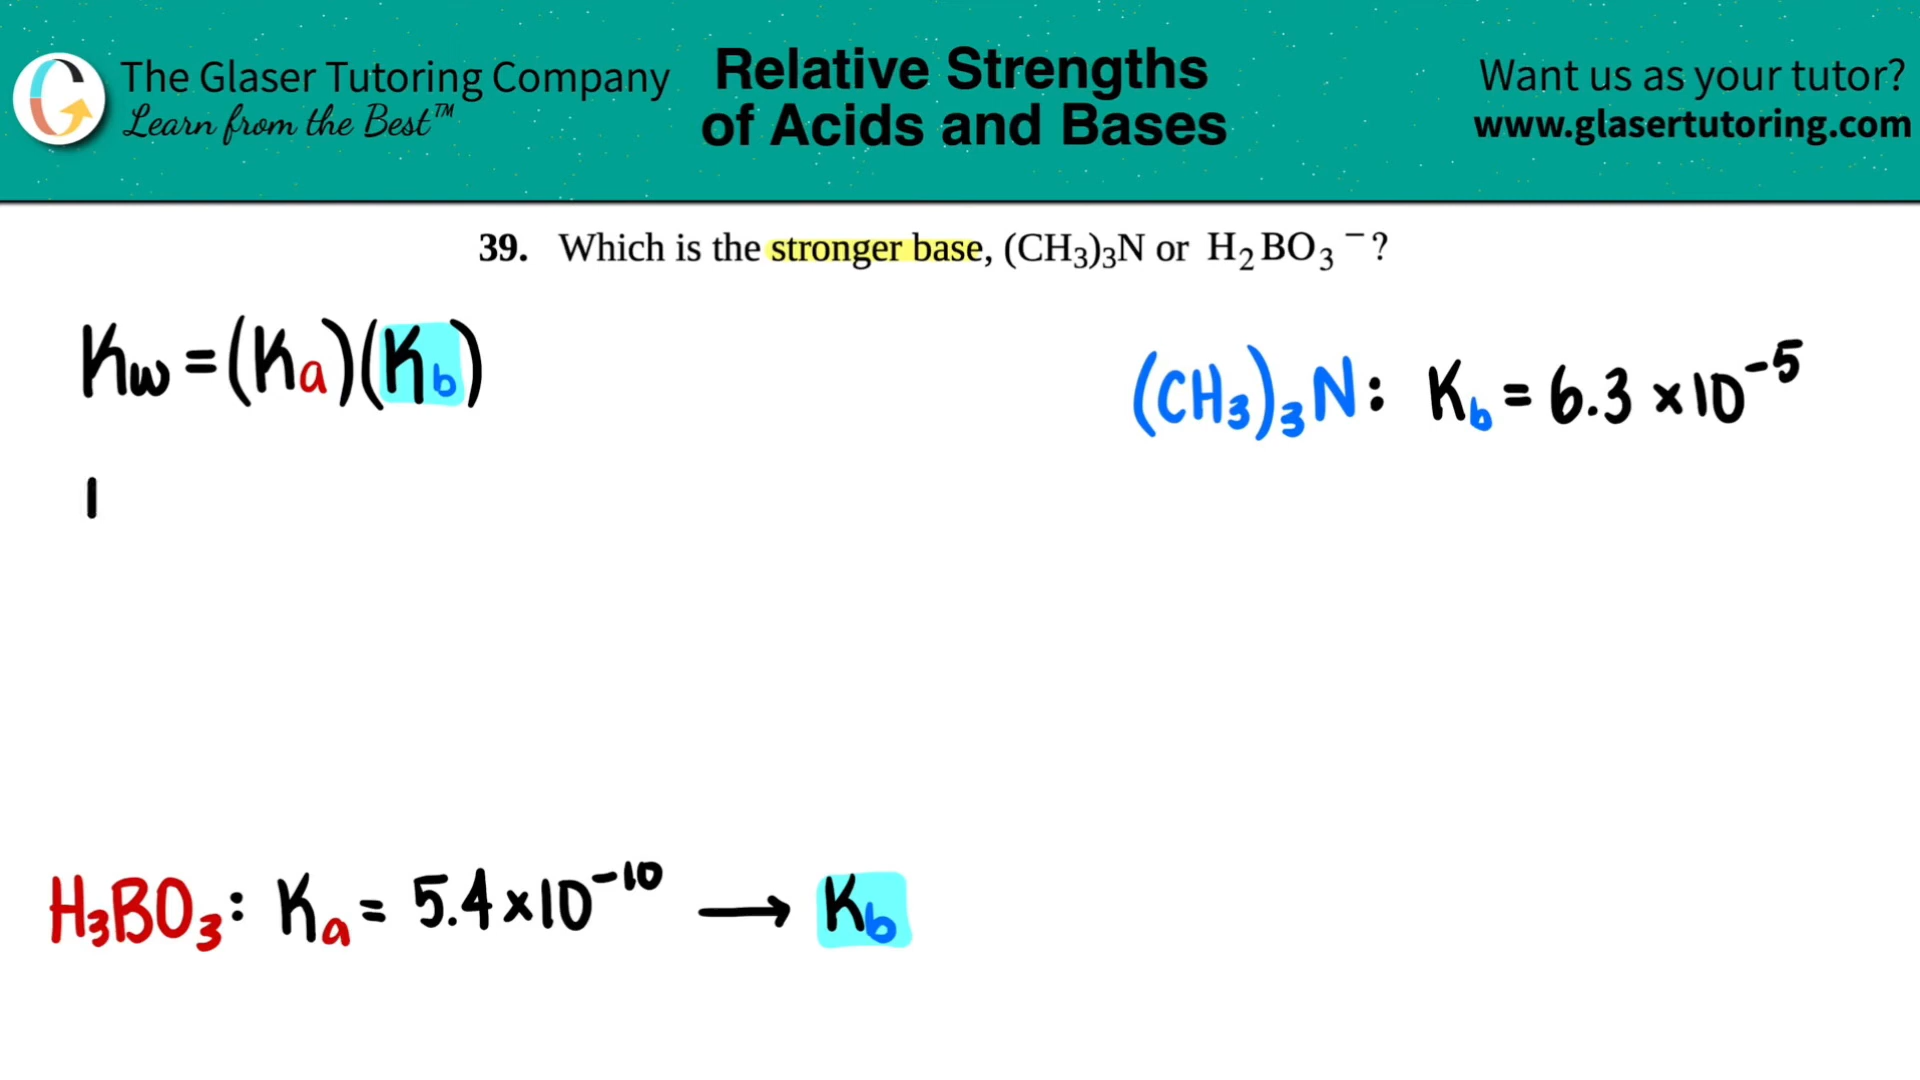 The Glaser Tutoring Company
Learn from the Best™
Relative Strengths
of Acids and Bases
Want us as your tutor?
www.glasertutoring.com
39. Which is the stronger base, (CH₃)₃N or H₂BO₃⁻?
Kw = (Ka)(Kb)
(CH₃)₃N: Kb = 6.3 ×10⁻⁵
1
H₃BO₃: Ka = 5.4×10⁻¹⁰ → Kb